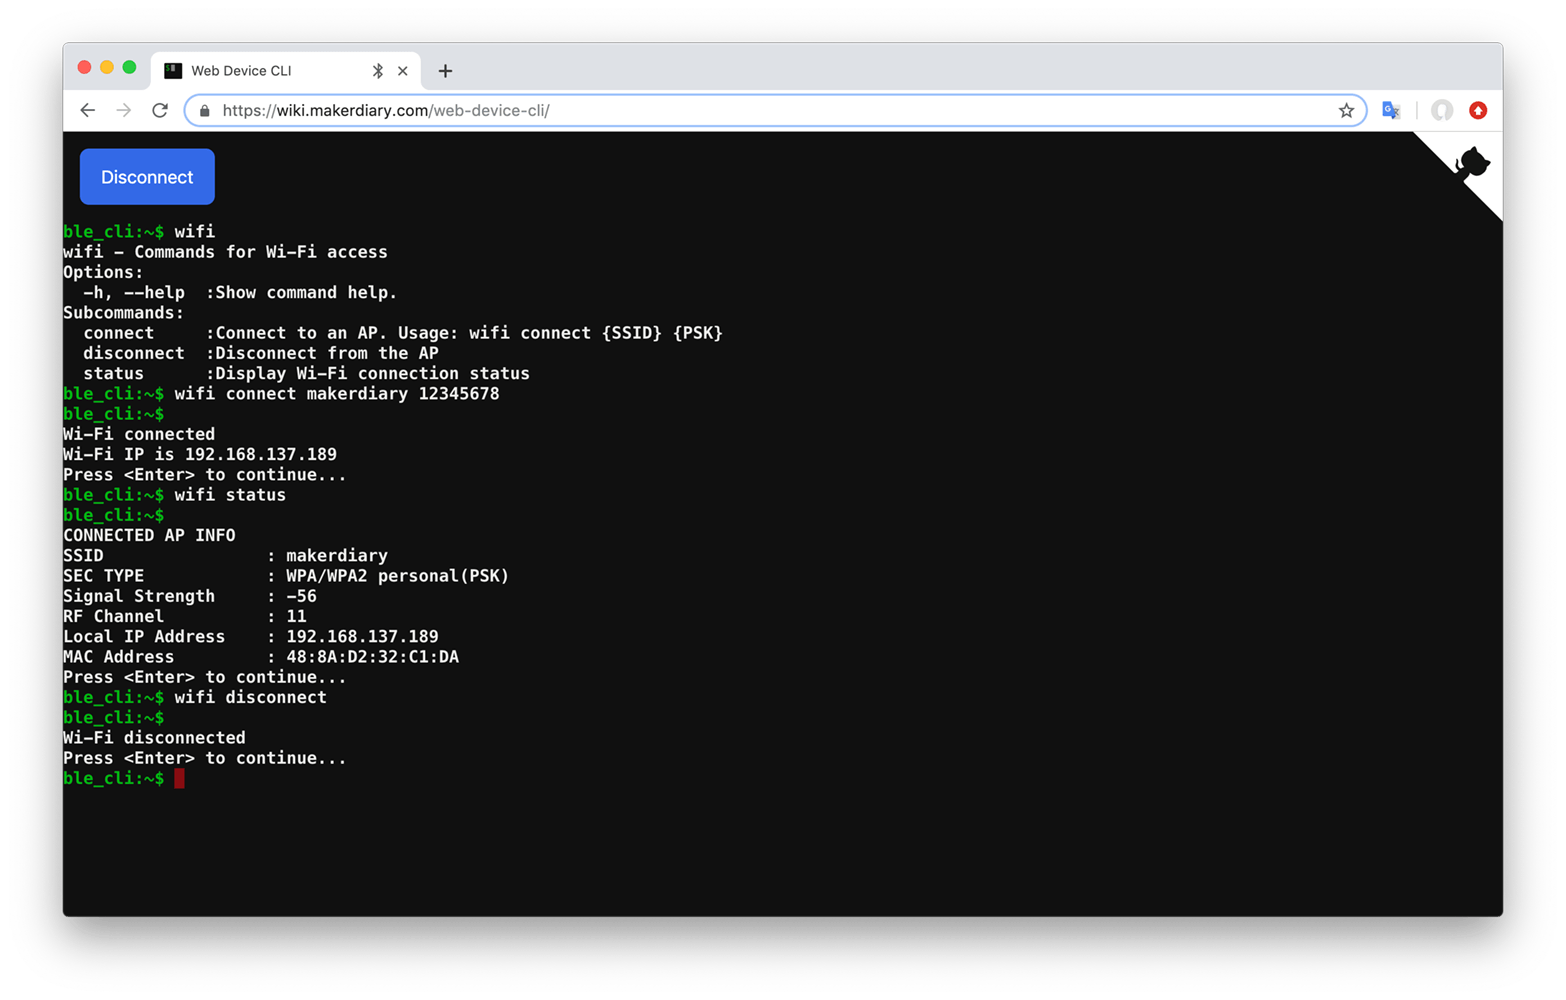 Web Device CLI
https://wiki.makerdiary.com/web-device-cli/
Disconnect
ble_cli:~$ wifi
wifi - Commands for Wi-Fi access
Options:
  -h, --help  :Show command help.
Subcommands:
  connect     :Connect to an AP. Usage: wifi connect {SSID} {PSK}
  disconnect  :Disconnect from the AP
  status      :Display Wi-Fi connection status
ble_cli:~$ wifi connect makerdiary 12345678
ble_cli:~$
Wi-Fi connected
Wi-Fi IP is 192.168.137.189
Press <Enter> to continue...
ble_cli:~$ wifi status
ble_cli:~$
CONNECTED AP INFO
SSID                : makerdiary
SEC TYPE            : WPA/WPA2 personal(PSK)
Signal Strength     : -56
RF Channel          : 11
Local IP Address    : 192.168.137.189
MAC Address         : 48:8A:D2:32:C1:DA
Press <Enter> to continue...
ble_cli:~$ wifi disconnect
ble_cli:~$
Wi-Fi disconnected
Press <Enter> to continue...
ble_cli:~$